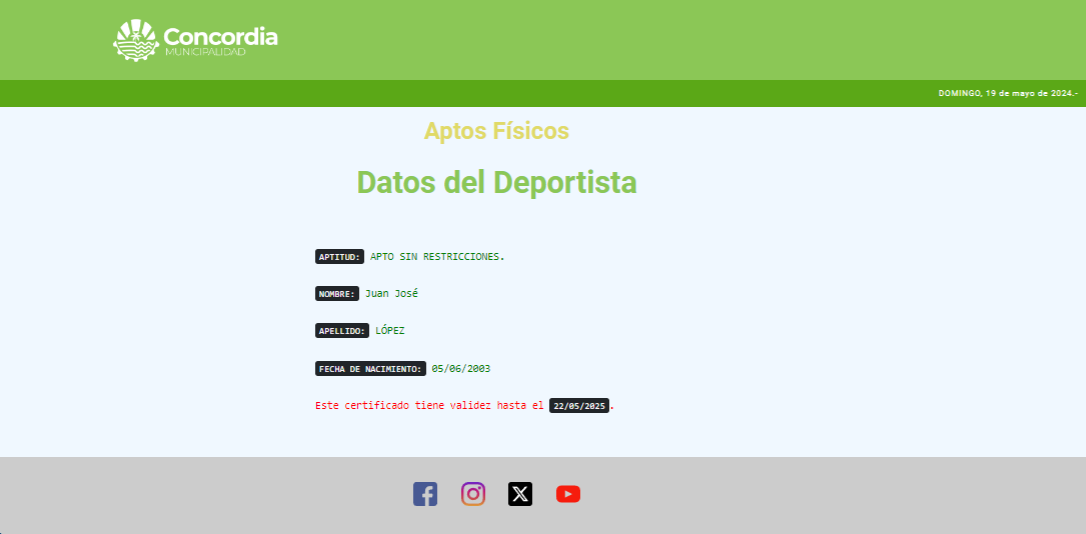 Concordia
MUNICIPALIDAD
DOMINGO, 19 de mayo de 2024.-
Aptos Físicos
Datos del Deportista
APTITUD: APTO SIN RESTRICCIONES.
NOMBRE: Juan José
APELLIDO: LÓPEZ
FECHA DE NACIMIENTO: 05/06/2003
Este certificado tiene validez hasta el 22/05/2025.